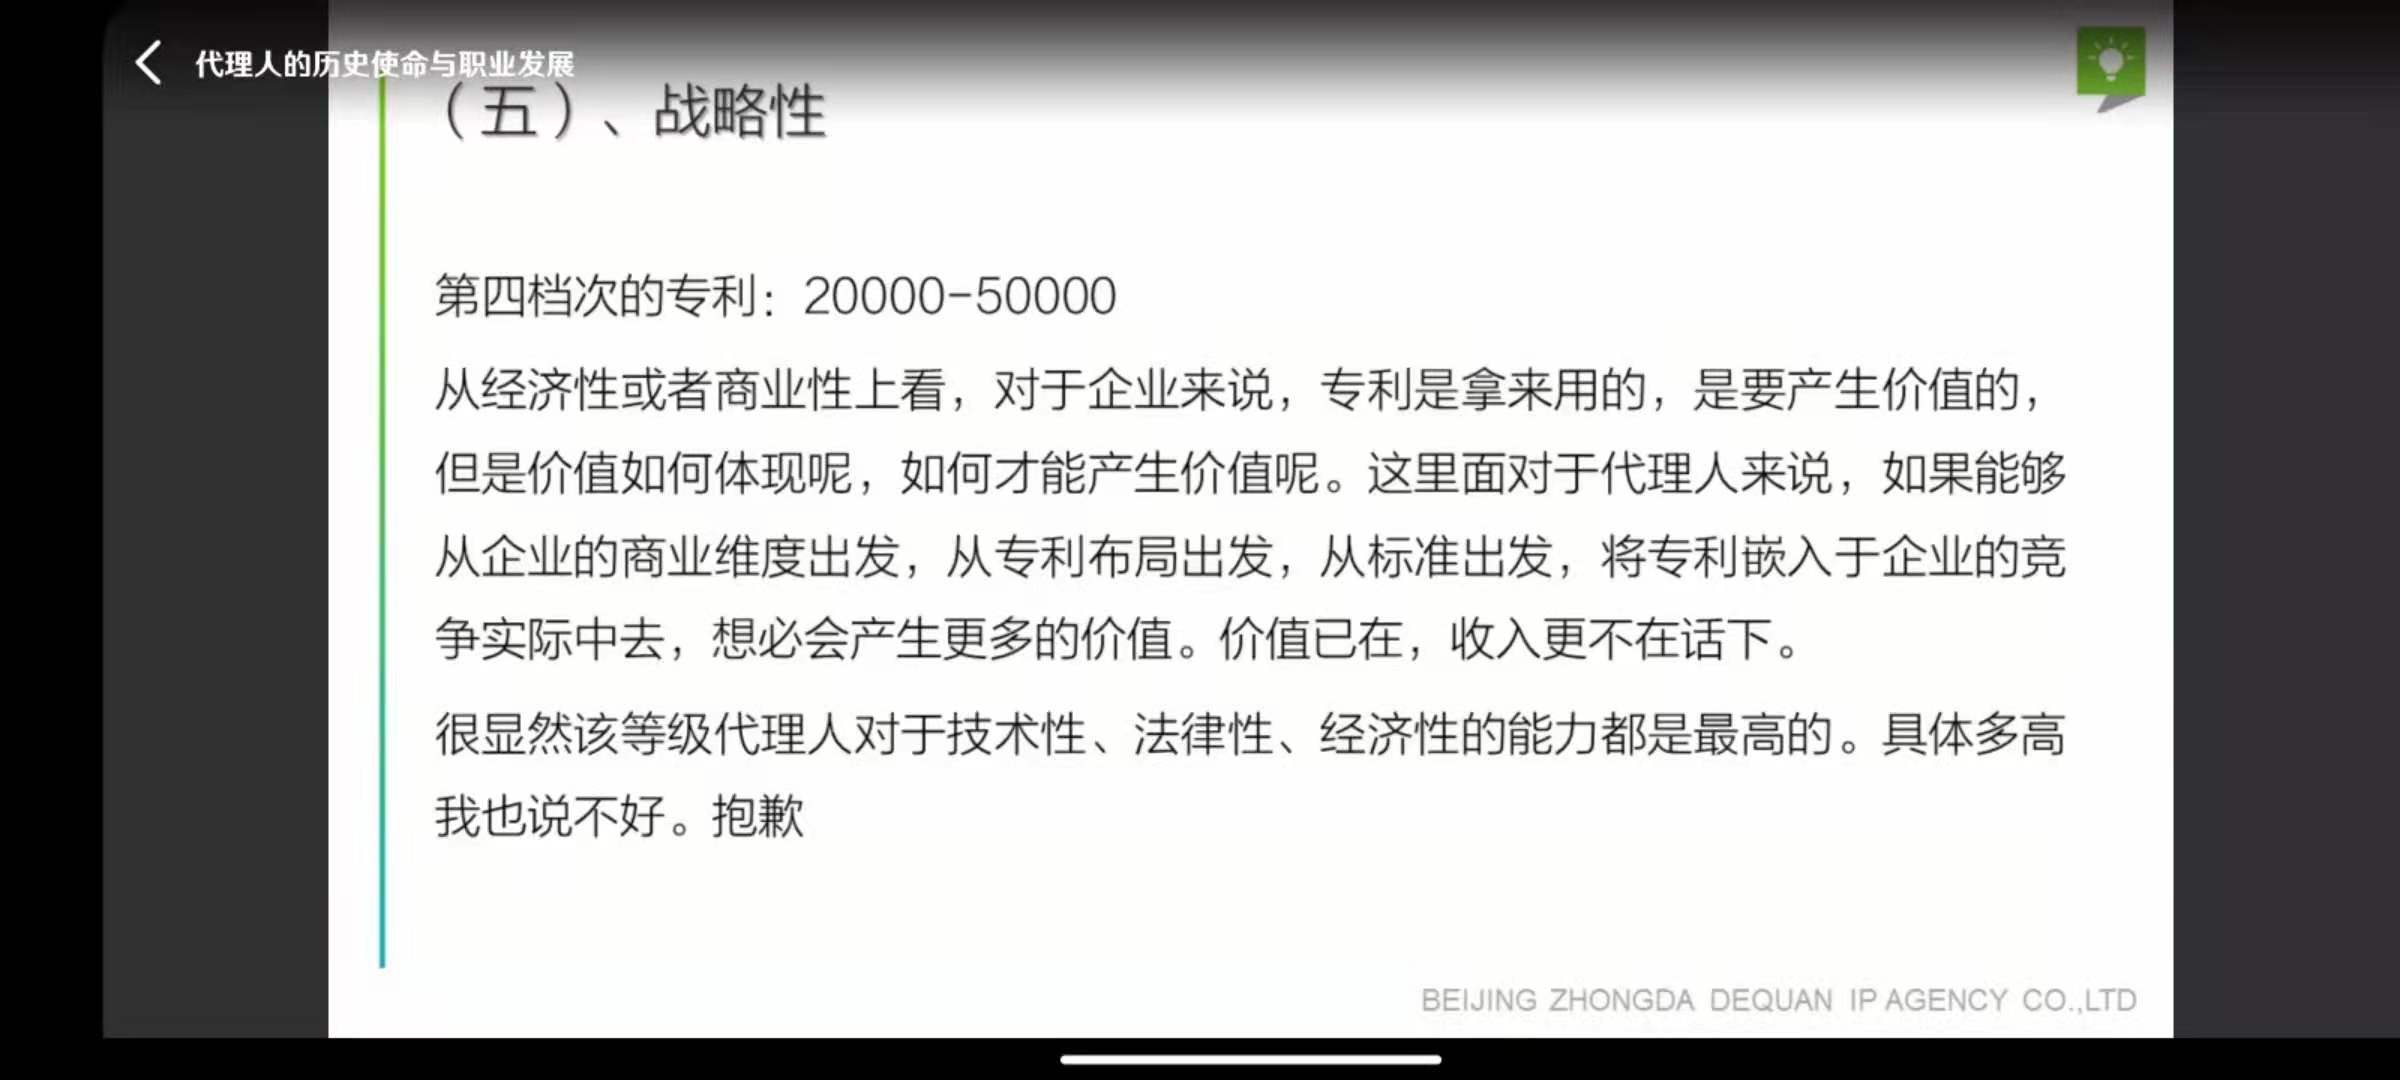 代理人的历史使命与职业发展
（五）、战略性
第四档次的专利：20000-50000
从经济性或者商业性上看，对于企业来说，专利是拿来用的，是要产生价值的，
但是价值如何体现呢，如何才能产生价值呢。这里面对于代理人来说，如果能够
从企业的商业维度出发，从专利布局出发，从标准出发，将专利嵌入于企业的竞
争实际中去，想必会产生更多的价值。价值已在，收入更不在话下。
很显然该等级代理人对于技术性、法律性、经济性的能力都是最高的。具体多高
我也说不好。抱歉
BEIJING ZHONGDA DEQUAN IP AGENCY CO.,LTD